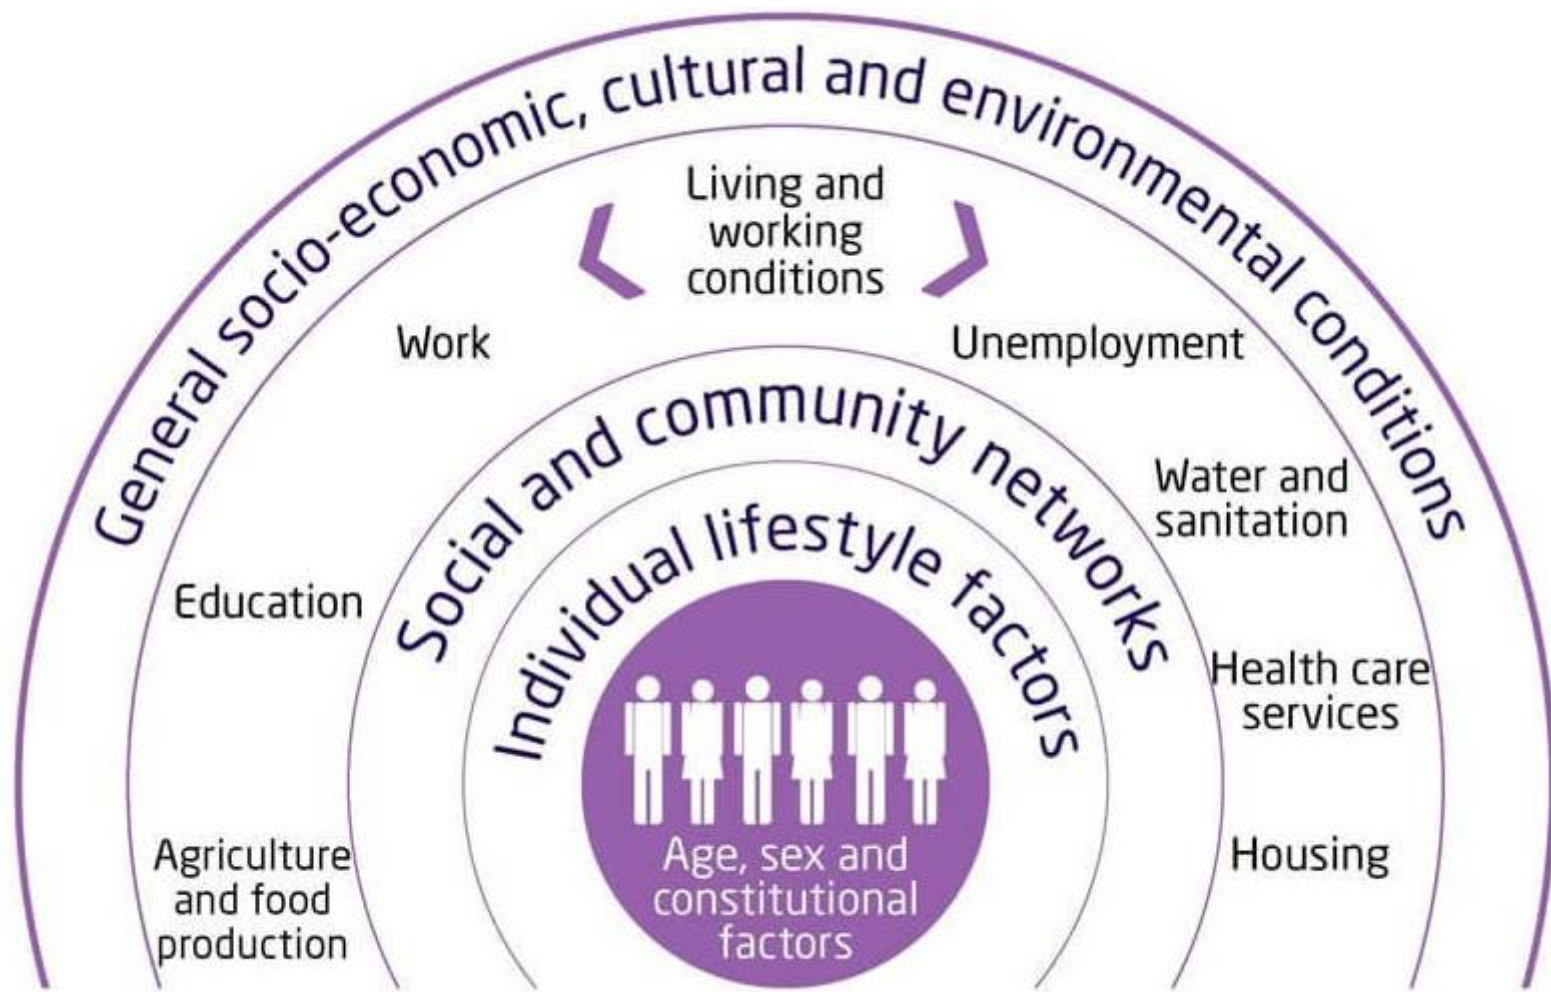 General socio-economic, cultural and environmental conditions
Living and
working
conditions
Work
Unemployment
Social and community networks
Water and
sanitation
Individual lifestyle factors
Education
Health care
services
Agriculture
and food
production
Housing
Age, sex and
constitutional
factors